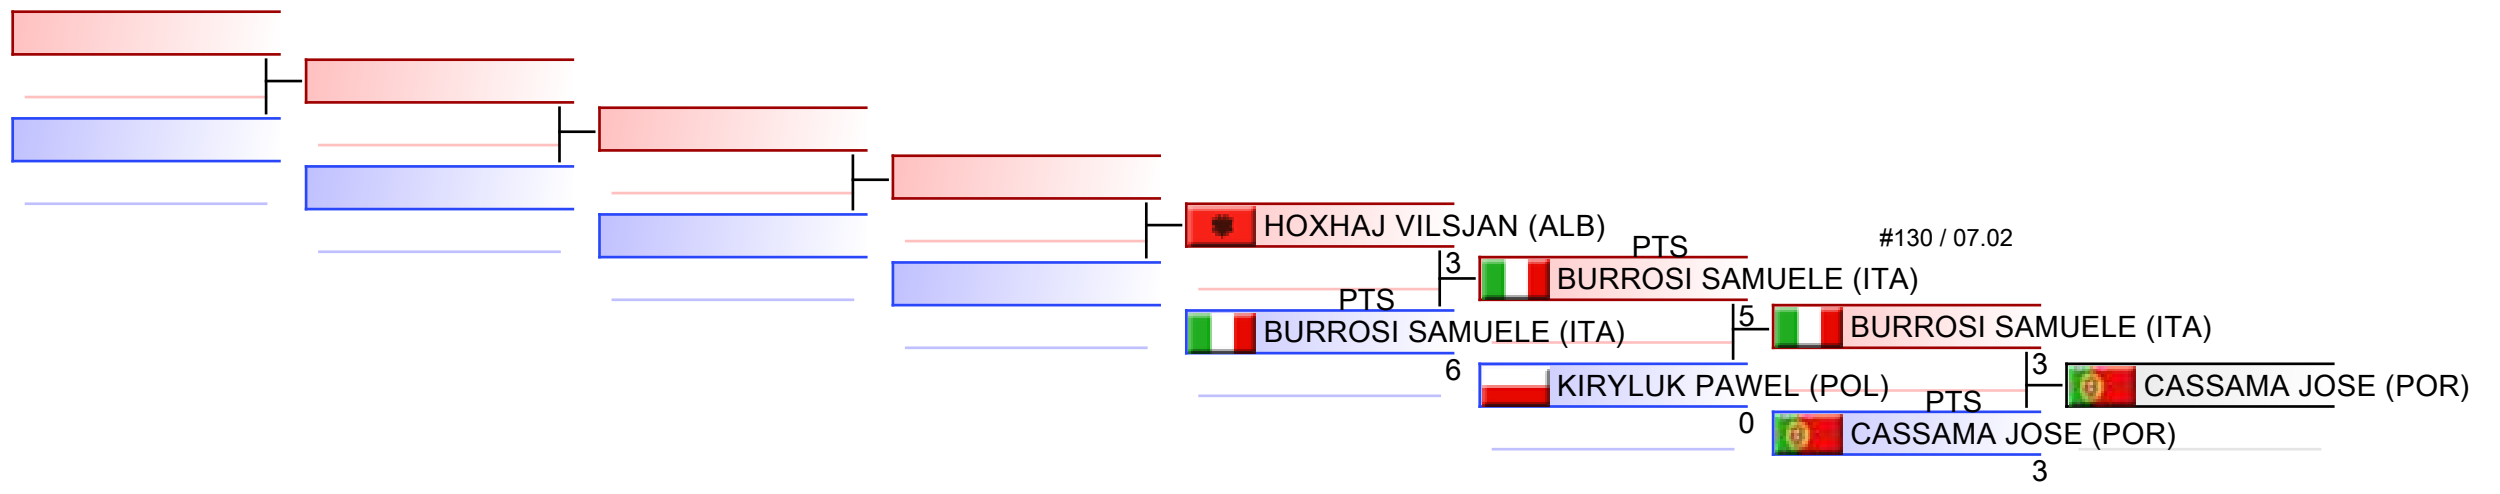 HOXHAJ VILSJAN (ALB)
3
PTS
BURROSI SAMUELE (ITA)
6
PTS
BURROSI SAMUELE (ITA)
5
KIRYLUK PAWEL (POL)
0
#130 / 07.02
BURROSI SAMUELE (ITA)
3
PTS
CASSAMA JOSE (POR)
3
CASSAMA JOSE (POR)